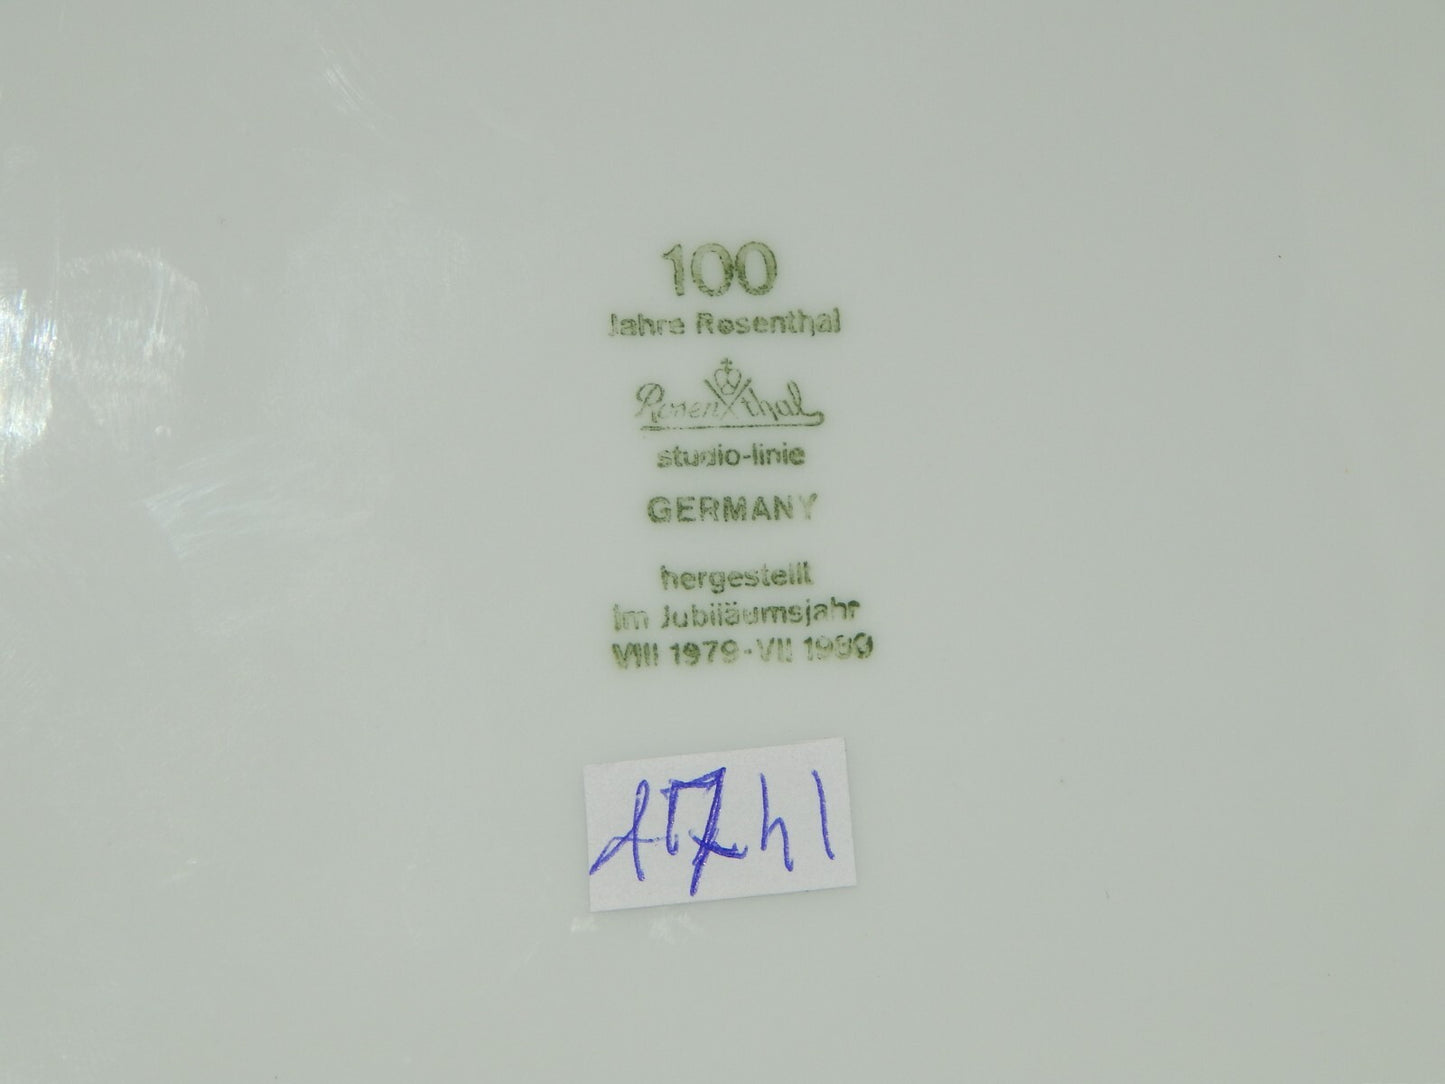 100
Jahre Rosenthal
Rosenthal
studio-linie
GERMANY
hergestellt
im Jubiläumsjahr
VIII 1979 - VII 1980